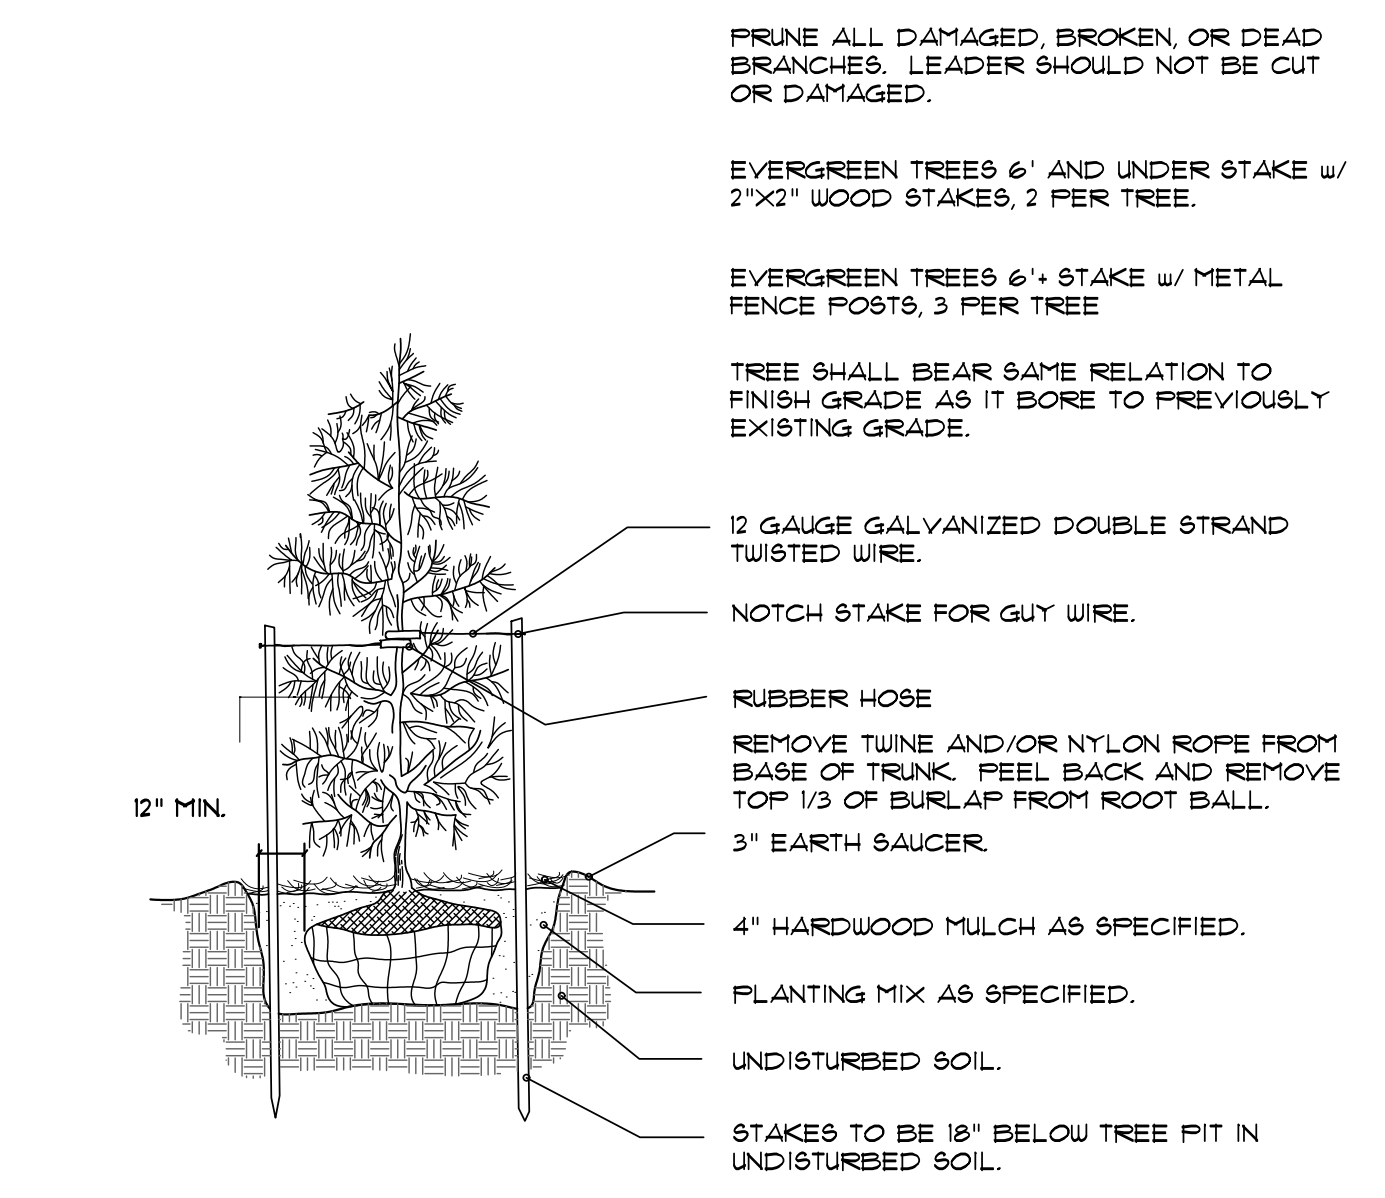 PRUNE ALL DAMAGED, BROKEN, OR DEAD
BRANCHES.  LEADER SHOULD NOT BE CUT
OR DAMAGED.
EVERGREEN TREES 6' AND UNDER STAKE w/
2"X2" WOOD STAKES, 2 PER TREE.
EVERGREEN TREES 6'+ STAKE w/ METAL
FENCE POSTS, 3 PER TREE
TREE SHALL BEAR SAME RELATION TO
FINISH GRADE AS IT BORE TO PREVIOUSLY
EXISTING GRADE.
12 GAUGE GALVANIZED DOUBLE STRAND
TWISTED WIRE.
NOTCH STAKE FOR GUY WIRE.
RUBBER HOSE
REMOVE TWINE AND/OR NYLON ROPE FROM
BASE OF TRUNK.  PEEL BACK AND REMOVE
TOP 1/3 OF BURLAP FROM ROOT BALL.
12" MIN.
3" EARTH SAUCER.
4" HARDWOOD MULCH AS SPECIFIED.
PLANTING MIX AS SPECIFIED.
UNDISTURBED SOIL.
STAKES TO BE 18" BELOW TREE PIT IN
UNDISTURBED SOIL.